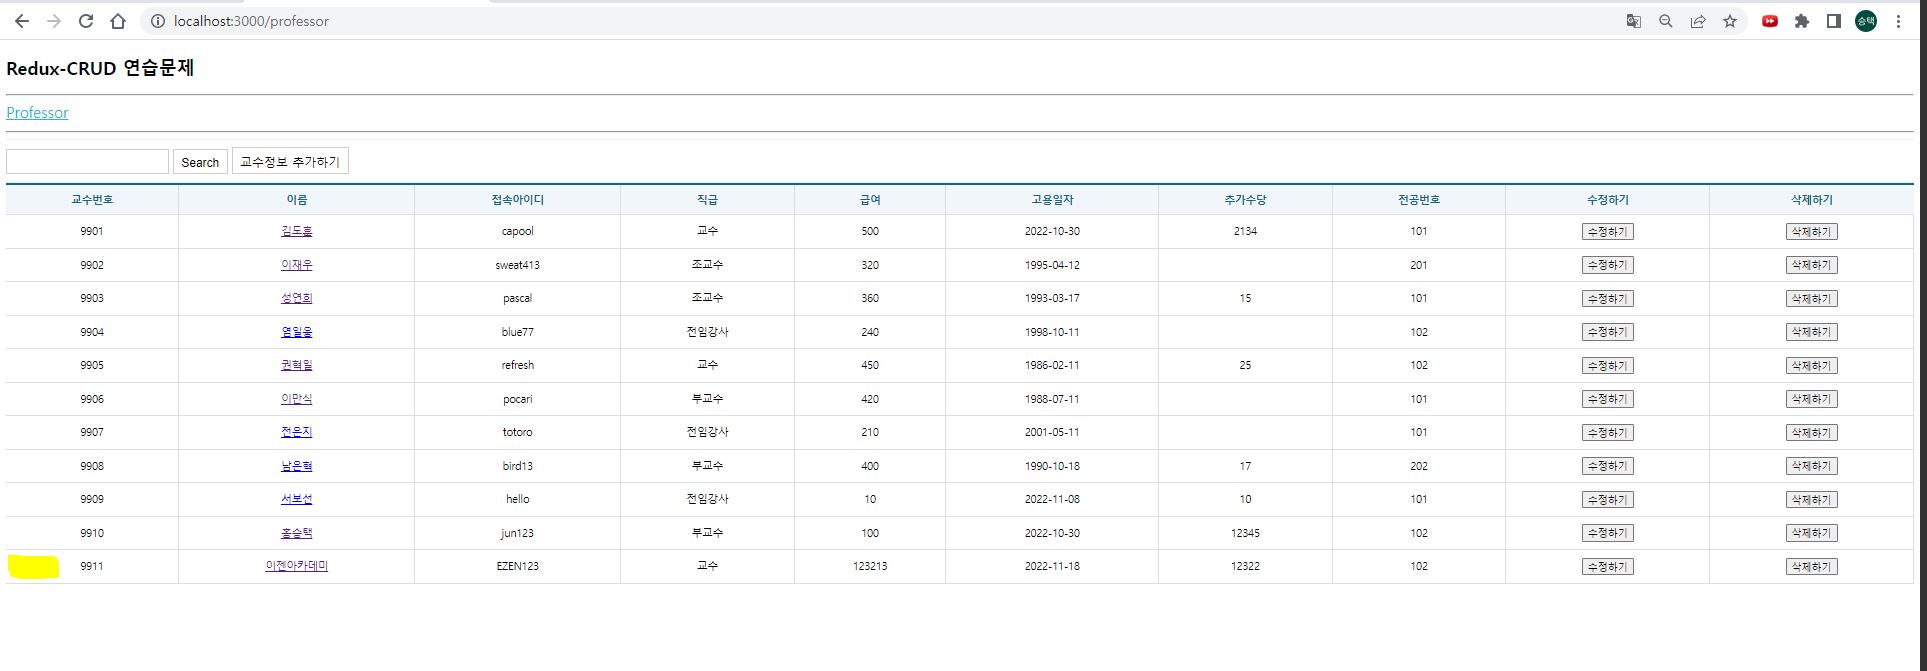 localhost:3000/professor
승택
Redux-CRUD 연습문제
Professor
Search 교수정보 추가하기
교수번호 이름 접속아이디 직급 급여 고용일자 추가수당 전공번호 수정하기 삭제하기
9901 김도훈 capool 교수 500 2022-10-30 2134 101 수정하기 삭제하기
9902 이재우 sweat413 조교수 320 1995-04-12 201 수정하기 삭제하기
9903 성연희 pascal 조교수 360 1993-03-17 15 101 수정하기 삭제하기
9904 염일웅 blue77 전임강사 240 1998-10-11 102 수정하기 삭제하기
9905 권혁일 refresh 교수 450 1986-02-11 25 102 수정하기 삭제하기
9906 이만식 pocari 부교수 420 1988-07-11 101 수정하기 삭제하기
9907 전은지 totoro 전임강사 210 2001-05-11 101 수정하기 삭제하기
9908 남은혁 bird13 부교수 400 1990-10-18 17 202 수정하기 삭제하기
9909 서보선 hello 전임강사 10 2022-11-08 10 101 수정하기 삭제하기
9910 홍승택 jun123 부교수 100 2022-10-30 12345 102 수정하기 삭제하기
9911 이젠아카데미 EZEN123 교수 123213 2022-11-18 12322 102 수정하기 삭제하기